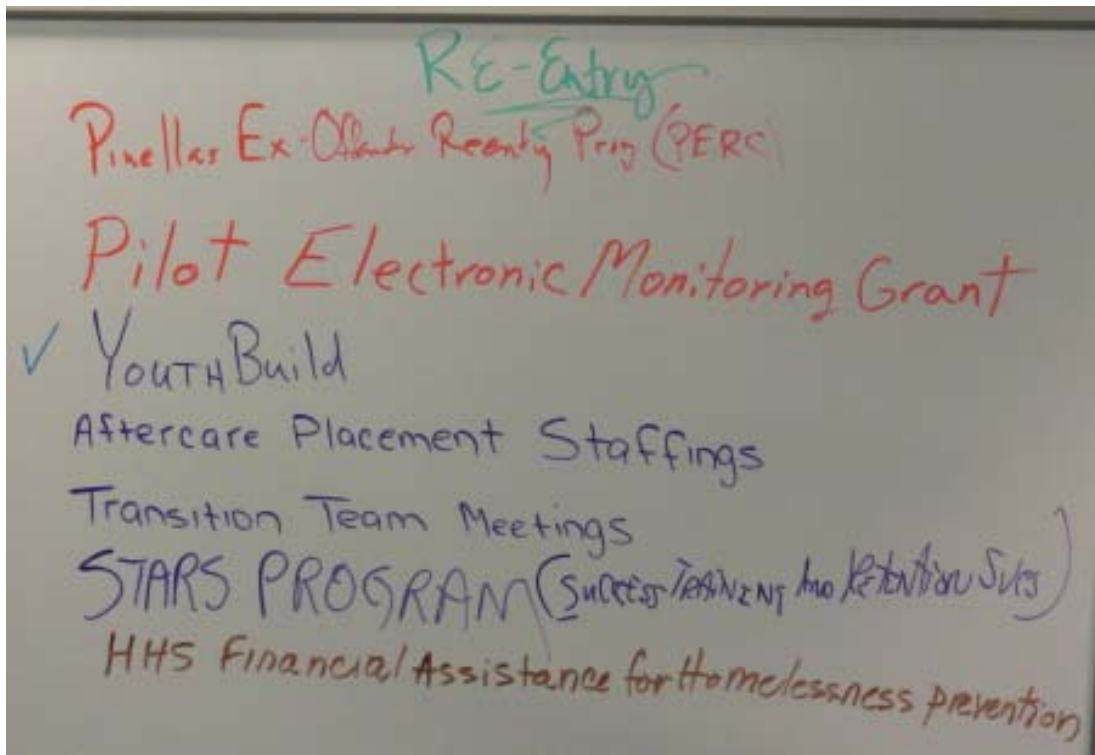 RE-Entry
Pinellas Ex-Offender Reentry Prog (PERC)
Pilot Electronic Monitoring Grant
✓ YouTHBuild
Aftercare Placement Staffings
Transition Team Meetings
STARS PROGRAM (Success TRAINING AND RETENTION Svcs)
HHS Financial Assistance for Homelessness prevention